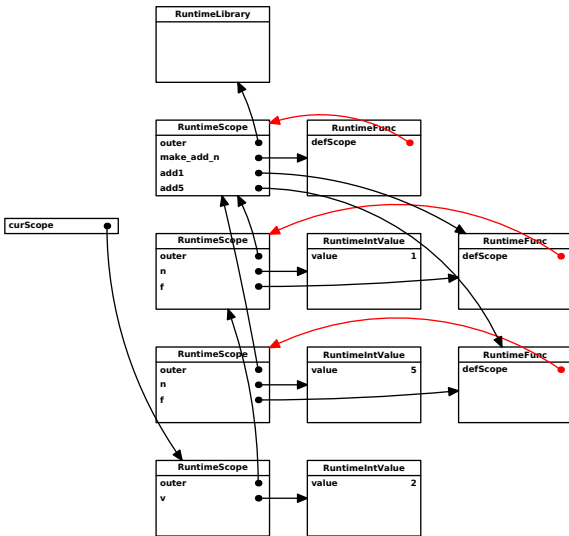 RuntimeLibrary
RuntimeScope
outer
make_add_n
add1
add5
RuntimeFunc
defScope
curScope
RuntimeScope
outer
n
f
RuntimeIntValue
value 1
RuntimeFunc
defScope
RuntimeScope
outer
n
f
RuntimeIntValue
value 5
RuntimeFunc
defScope
RuntimeScope
outer
v
RuntimeIntValue
value 2